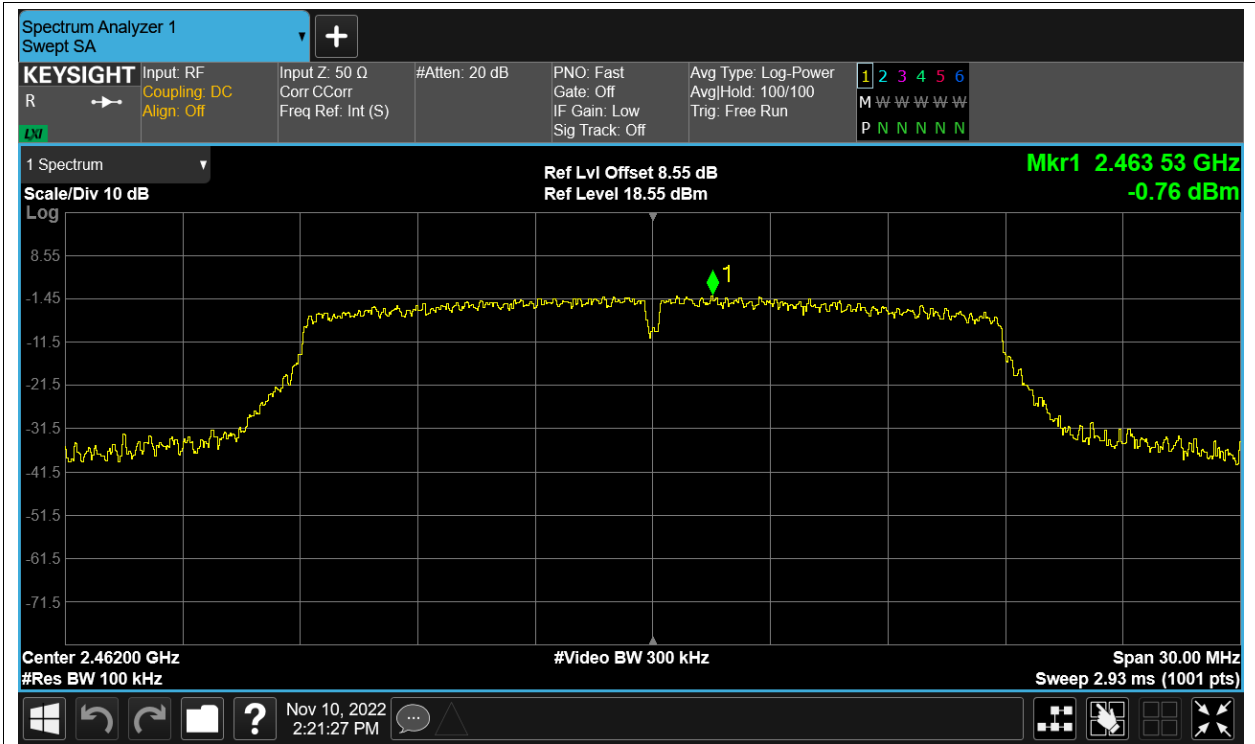 Spectrum Analyzer 1
Swept SA
KEYSIGHT
R
LXI
Input: RF
Coupling: DC
Align: Off
Input Z: 50 Ω
Corr CCorr
Freq Ref: Int (S)
#Atten: 20 dB
PNO: Fast
Gate: Off
IF Gain: Low
Sig Track: Off
Avg Type: Log-Power
Avg|Hold: 100/100
Trig: Free Run
1 2 3 4 5 6
M W W W W W
P N N N N N
1 Spectrum
Scale/Div 10 dB
Log
Ref Lvl Offset 8.55 dB
Ref Level 18.55 dBm
Mkr1 2.463 53 GHz
-0.76 dBm
8.55
1
-1.45
-11.5
-21.5
-31.5
-41.5
-51.5
-61.5
-71.5
Center 2.46200 GHz
#Res BW 100 kHz
#Video BW 300 kHz
Span 30.00 MHz
Sweep 2.93 ms (1001 pts)
?
Nov 10, 2022
2:21:27 PM